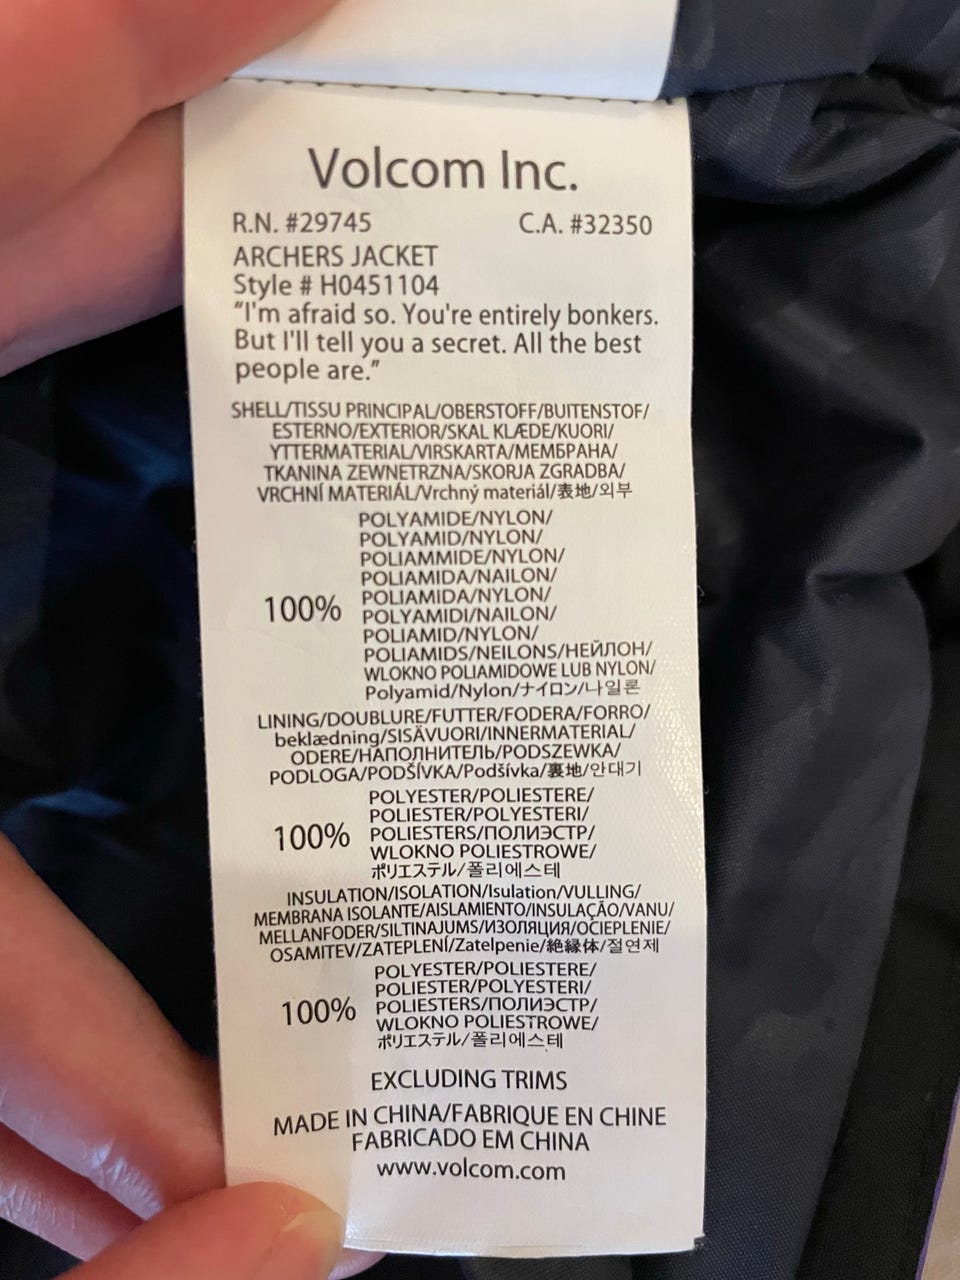 Volcom Inc.
R.N. #29745 C.A. #32350
ARCHERS JACKET
Style # H0451104
"I'm afraid so. You're entirely bonkers.
But I'll tell you a secret. All the best
people are."
SHELL/TISSU PRINCIPAL/OBERSTOFF/BUITENSTOF/
ESTERNO/EXTERIOR/SKAL KLÆDE/KUORI/
YTTERMATERIAL/VIRSKARTA/МЕМБРАНА/
TKANINA ZEWNETRZNA/SKORJA ZGRADBA/
VRCHNÍ MATERIÁL/Vrchný materiál/表地/외부
POLYAMIDE/NYLON/
POLYAMID/NYLON/
POLIAMMIDE/NYLON/
POLIAMIDA/NAILON/
100% POLIAMIDA/NYLON/
POLYAMIDI/NAILON/
POLIAMID/NYLON/
POLIAMIDS/NEILONS/НЕЙЛОН/
WLOKNO POLIAMIDOWE LUB NYLON/
Polyamid/Nylon/ナイロン/나일론
LINING/DOUBLURE/FUTTER/FODERA/FORRO/
beklædning/SISÄVUORI/INNERMATERIAL/
ODERE/НАПОЛНИТЕЛЬ/PODSZEWKA/
PODLOGA/PODŠÍVKA/Podšívka/裏地/안대기
POLYESTER/POLIESTERE/
POLIESTER/POLYESTERI/
100% POLIESTERS/ПОЛИЭСТР/
WLOKNO POLIESTROWE/
ポリエステル/폴리에스테
INSULATION/ISOLATION/Isulation/VULLING/
MEMBRANA ISOLANTE/AISLAMIENTO/INSULAÇÃO/VANU/
MELLANFODER/SILTINAJUMS/ИЗОЛЯЦИЯ/OCIEPLENIE/
OSAMITEV/ZATEPLENÍ/Zatelpenie/絶縁体/절연제
POLYESTER/POLIESTERE/
POLIESTER/POLYESTERI/
100% POLIESTERS/ПОЛИЭСТР/
WLOKNO POLIESTROWE/
ポリエステル/폴리에스테
EXCLUDING TRIMS
MADE IN CHINA/FABRIQUE EN CHINE
FABRICADO EM CHINA
www.volcom.com